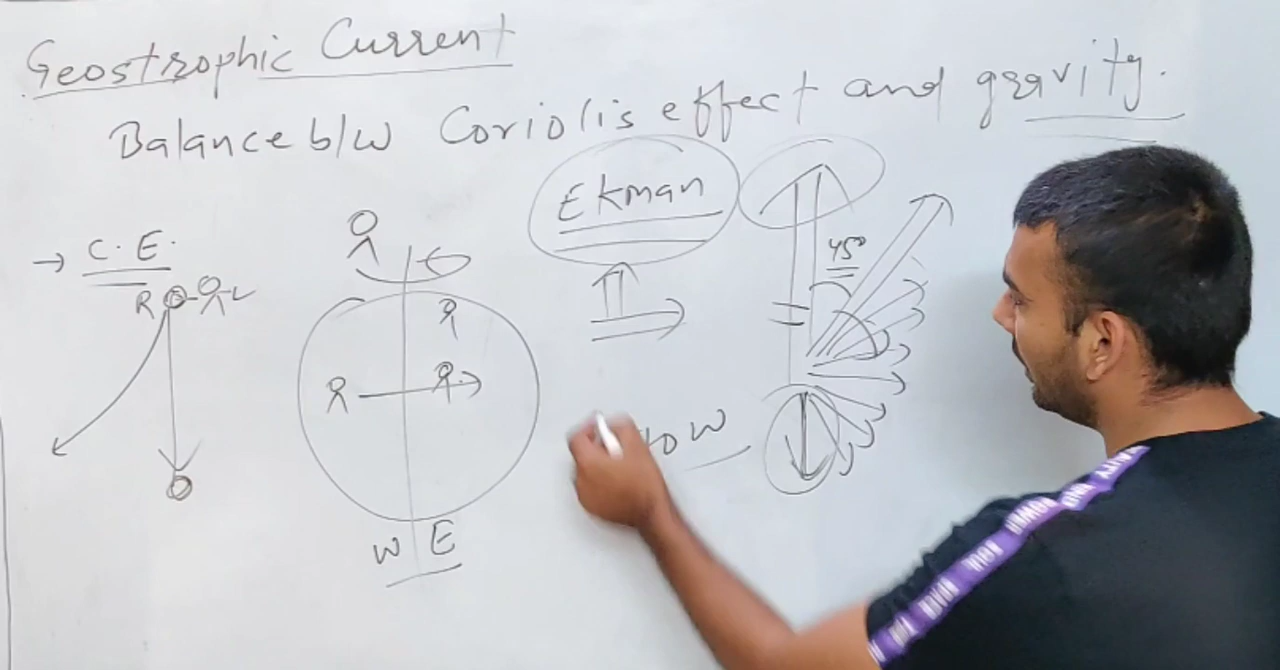 Geostrophic Current
Balance b/w Coriolis effect and gravity.
Ekman
→ C.E.
45°
R
L
W E